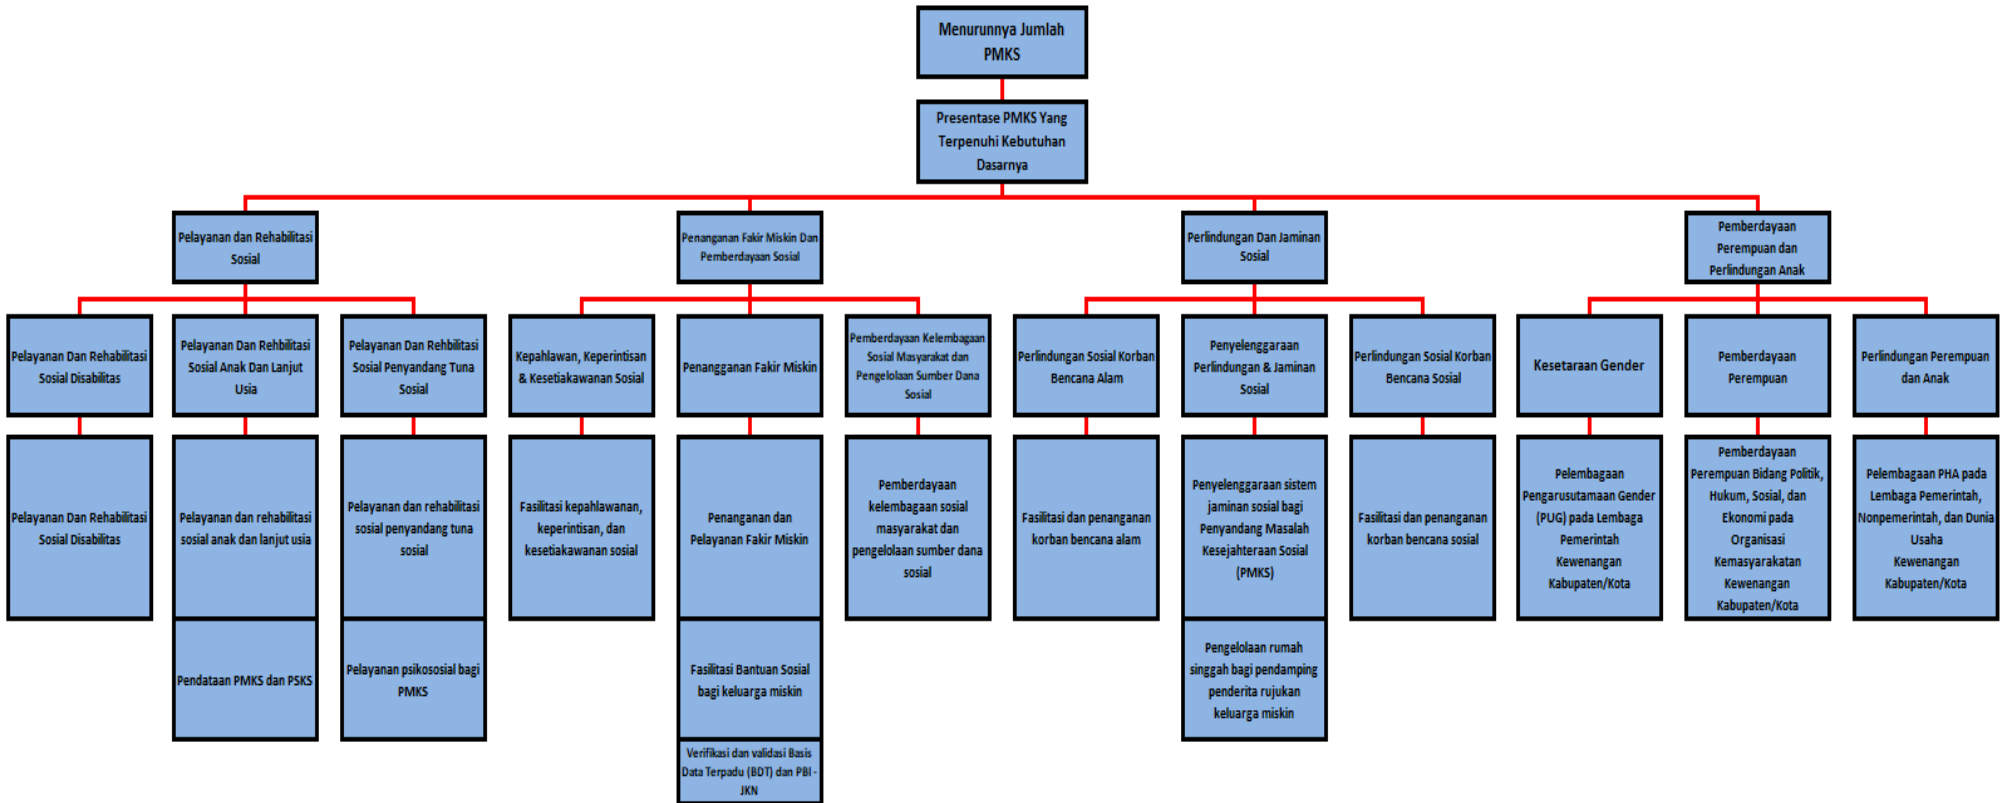 Menurunnya Jumlah
PMKS
Presentase PMKS Yang
Terpenuhi Kebutuhan
Dasarnya
Pelayanan dan Rehabilitasi
Sosial
Penanganan Fakir Miskin Dan
Pemberdayaan Sosial
Perlindungan Dan Jaminan
Sosial
Pemberdayaan
Perempuan dan
Perlindungan Anak
Pelayanan Dan Rehabilitasi
Sosial Disabilitas
Pelayanan Dan Rehbilitasi
Sosial Anak Dan Lanjut
Usia
Pelayanan Dan Rehbilitasi
Sosial Penyandang Tuna
Sosial
Kepahlawan, Keperintisan
& Kesetiakawanan Sosial
Penangganan Fakir Miskin
Pemberdayaan Kelembagaan
Sosial Masyarakat dan
Pengelolaan Sumber Dana
Sosial
Perlindungan Sosial Korban
Bencana Alam
Penyelenggaraan
Perlindungan & Jaminan
Sosial
Perlindungan Sosial Korban
Bencana Sosial
Kesetaraan Gender
Pemberdayaan
Perempuan
Perlindungan Perempuan
dan Anak
Pelayanan Dan Rehabilitasi
Sosial Disabilitas
Pelayanan dan rehabilitasi
sosial anak dan lanjut usia
Pelayanan dan rehabilitasi
sosial penyandang tuna
sosial
Fasilitasi kepahlawanan,
keperintisan, dan
kesetiakawanan sosial
Penanganan dan
Pelayanan Fakir Miskin
Pemberdayaan
kelembagaan sosial
masyarakat dan
pengelolaan sumber dana
sosial
Fasilitasi dan penanganan
korban bencana alam
Penyelenggaraan sistem
jaminan sosial bagi
Penyandang Masalah
Kesejahteraan Sosial
(PMKS)
Fasilitasi dan penanganan
korban bencana sosial
Pelembagaan
Pengarusutamaan Gender
(PUG) pada Lembaga
Pemerintah
Kewenangan
Kabupaten/Kota
Pemberdayaan
Perempuan Bidang Politik,
Hukum, Sosial, dan
Ekonomi pada
Organisasi
Kemasyarakatan
Kewenangan
Kabupaten/Kota
Pelembagaan PHA pada
Lembaga Pemerintah,
Nonpemerintah, dan Dunia
Usaha
Kewenangan
Kabupaten/Kota
Pendataan PMKS dan PSKS
Pelayanan psikososial bagi
PMKS
Fasilitasi Bantuan Sosial
bagi keluarga miskin
Pengelolaan rumah
singgah bagi pendamping
penderita rujukan
keluarga miskin
Verifikasi dan validasi Basis
Data Terpadu (BDT) dan PBI -
JKN